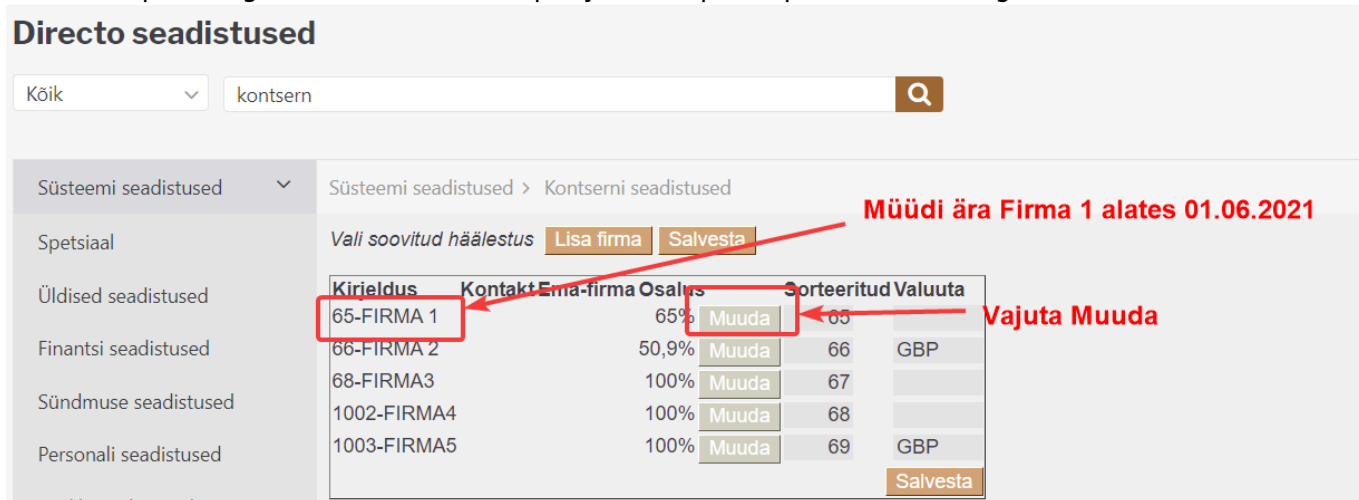 Directo seadistused
Kõik kontsern
Süsteemi seadistused
Süsteemi seadistused > Kontserni seadistused
Müüdi ära Firma 1 alates 01.06.2021
Spetsiaal
Vali soovitud häälestus Lisa firma Salvesta
Üldised seadistused
Kirjeldus Kontakt Ema-firma Osalus Sorteeritud Valuuta
65-FIRMA 1 65% Muuda 65
Vajuta Muuda
Finantsi seadistused
66-FIRMA 2 50,9% Muuda 66 GBP
68-FIRMA3 100% Muuda 67
Sündmuse seadistused
1002-FIRMA4 100% Muuda 68
Personali seadistused
1003-FIRMA5 100% Muuda 69 GBP
Salvesta